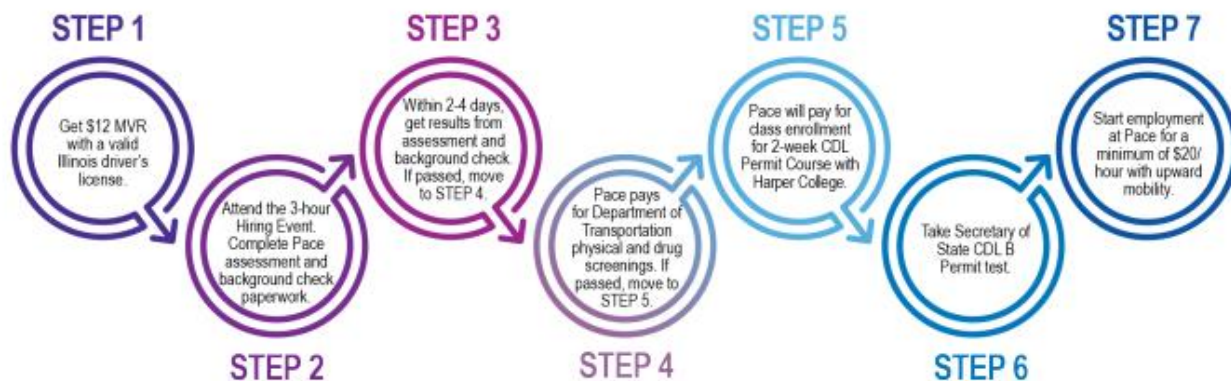 STEP 1
Get $12 MVR
with a valid
Illinois driver's
license.
STEP 2
Attend the 3-hour
Hiring Event.
Complete Pace
assessment and
background check
paperwork.
STEP 3
Within 2-4 days,
get results from
assessment and
background check.
If passed, move
to STEP 4.
STEP 4
Pace pays
for Department of
Transportation
physical and drug
screenings. If
passed, move to
STEP 5.
STEP 5
Pace will pay for
class enrollment
for 2-week CDL
Permit Course with
Harper College.
STEP 6
Take Secretary of
State CDL B
Permit test.
STEP 7
Start employment
at Pace for a
minimum of $20/
hour with upward
mobility.